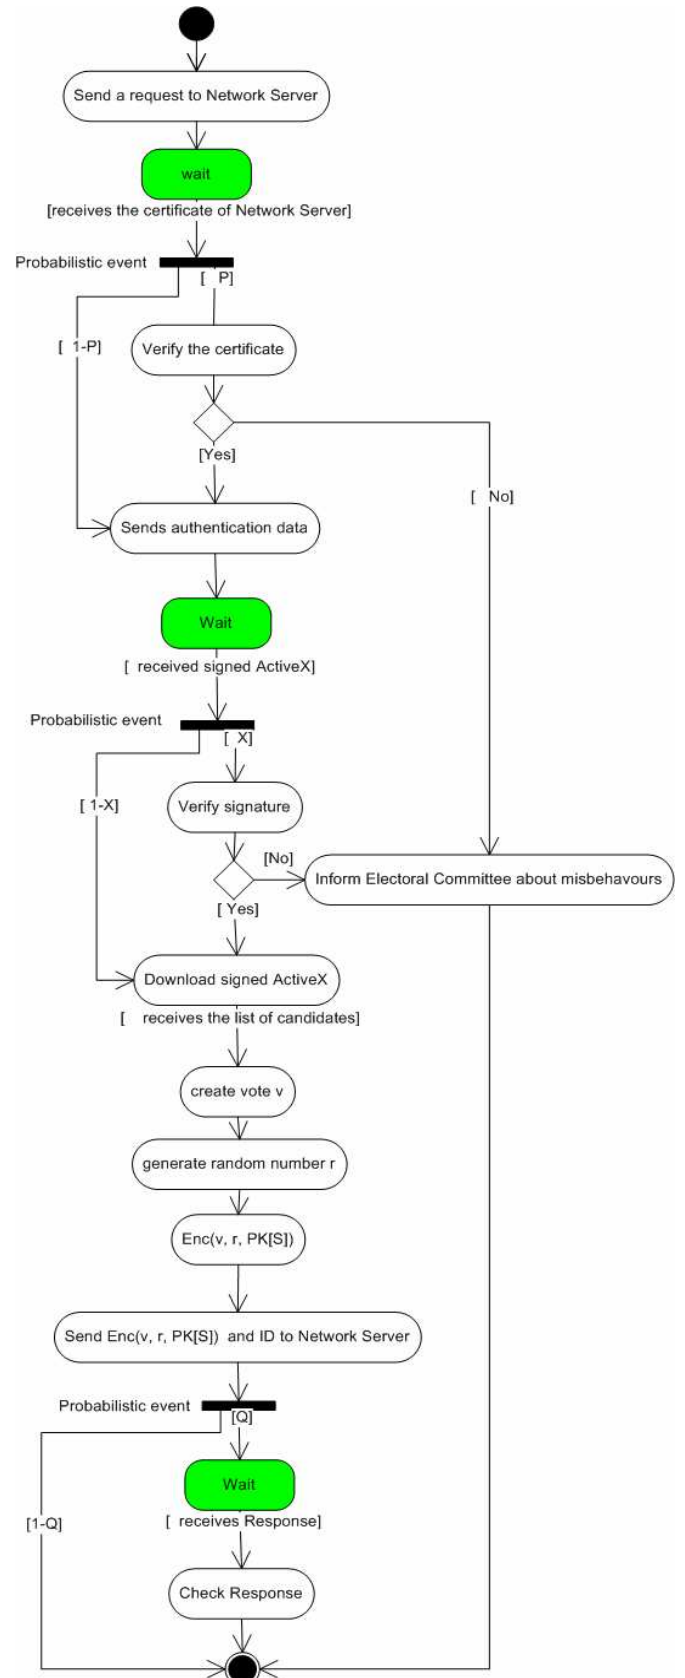 Send a request to Network Server
wait
[receives the certificate of Network Server]
Probabilistic event
[ P]
[ 1-P]
Verify the certificate
[Yes]
[ No]
Sends authentication data
Wait
[ received signed ActiveX]
Probabilistic event
[ X]
[ 1-X]
Verify signature
[No]
Inform Electoral Committee about misbehavours
[ Yes]
Download signed ActiveX
[ receives the list of candidates]
create vote v
generate random number r
Enc(v, r, PK[S])
Send Enc(v, r, PK[S]) and ID to Network Server
Probabilistic event
[Q]
Wait
[1-Q]
[ receives Response]
Check Response